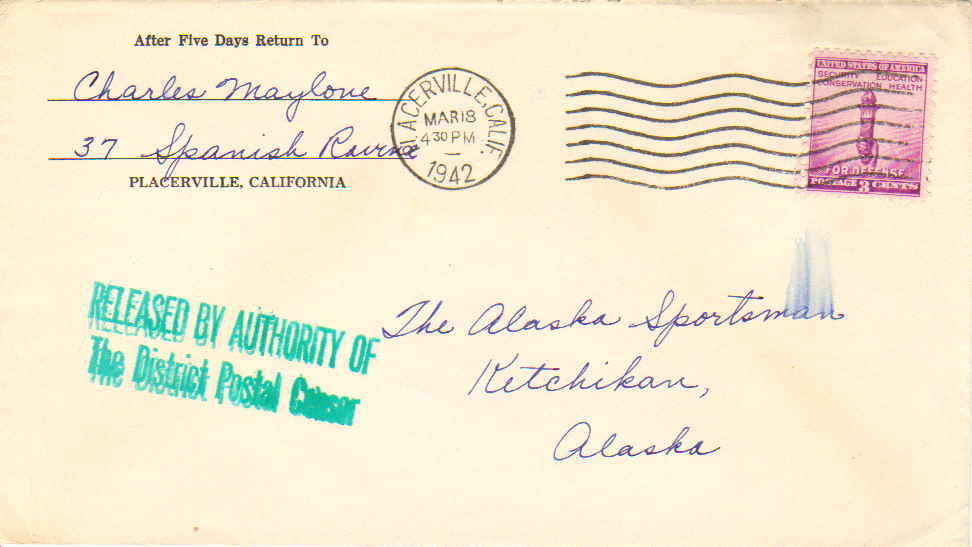 After Five Days Return To
Charles Maylone
37 Spanish Ravine
PLACERVILLE, CALIFORNIA
PLACERVILLE, CALIF.
MAR 18
4 30 PM
1942
UNITED STATES OF AMERICA
SECURITY EDUCATION
CONSERVATION HEALTH
FOR DEFENSE
POSTAGE 3 CENTS
RELEASED BY AUTHORITY OF
The District Postal Censor
The Alaska Sportsman
Ketchikan,
Alaska